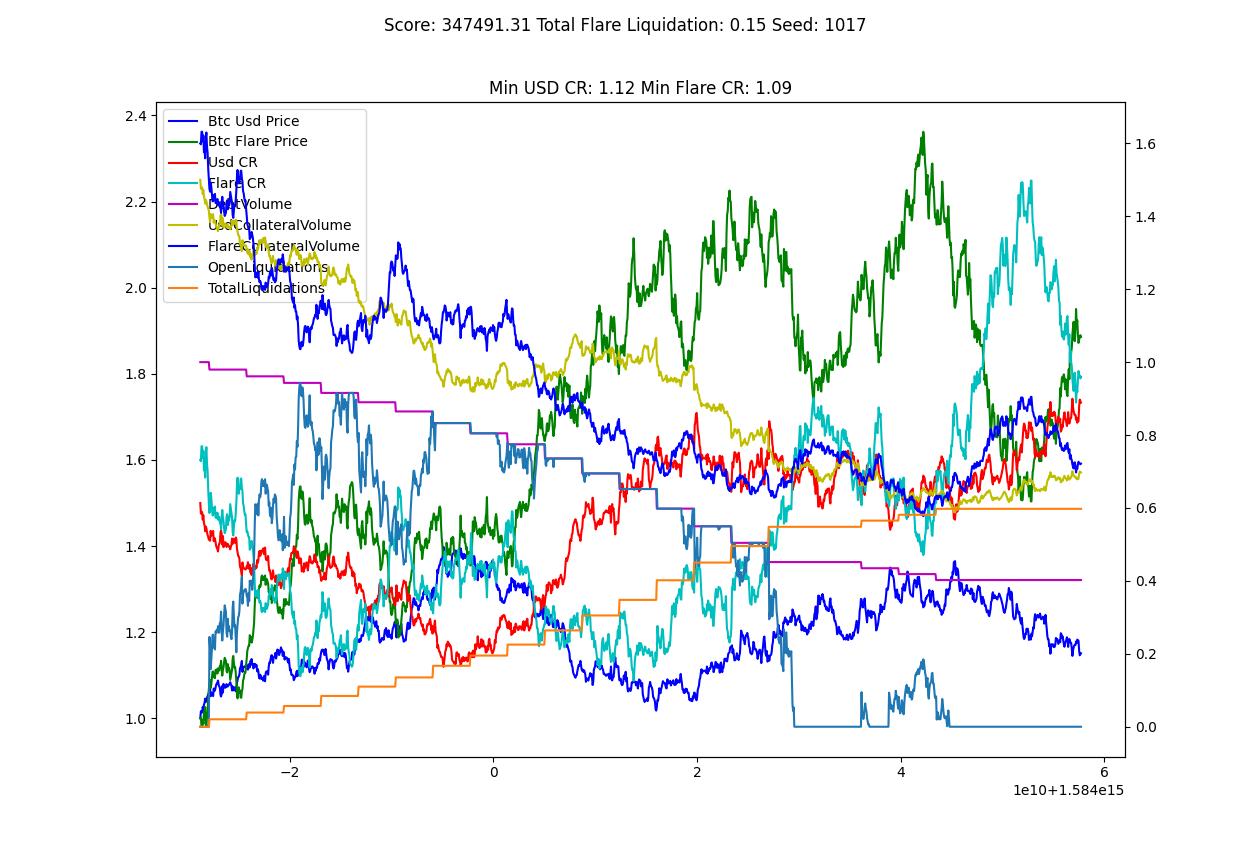 Score: 347491.31 Total Flare Liquidation: 0.15 Seed: 1017
Min USD CR: 1.12 Min Flare CR: 1.09
Btc Usd Price
Btc Flare Price
Usd CR
Flare CR
DebtVolume
UsdCollateralVolume
FlareCollateralVolume
OpenLiquidations
TotalLiquidations
2.4
2.2
2.0
1.8
1.6
1.4
1.2
1.0
1.6
1.4
1.2
1.0
0.8
0.6
0.4
0.2
0.0
−2 0 2 4 6
1e10+1.584e15